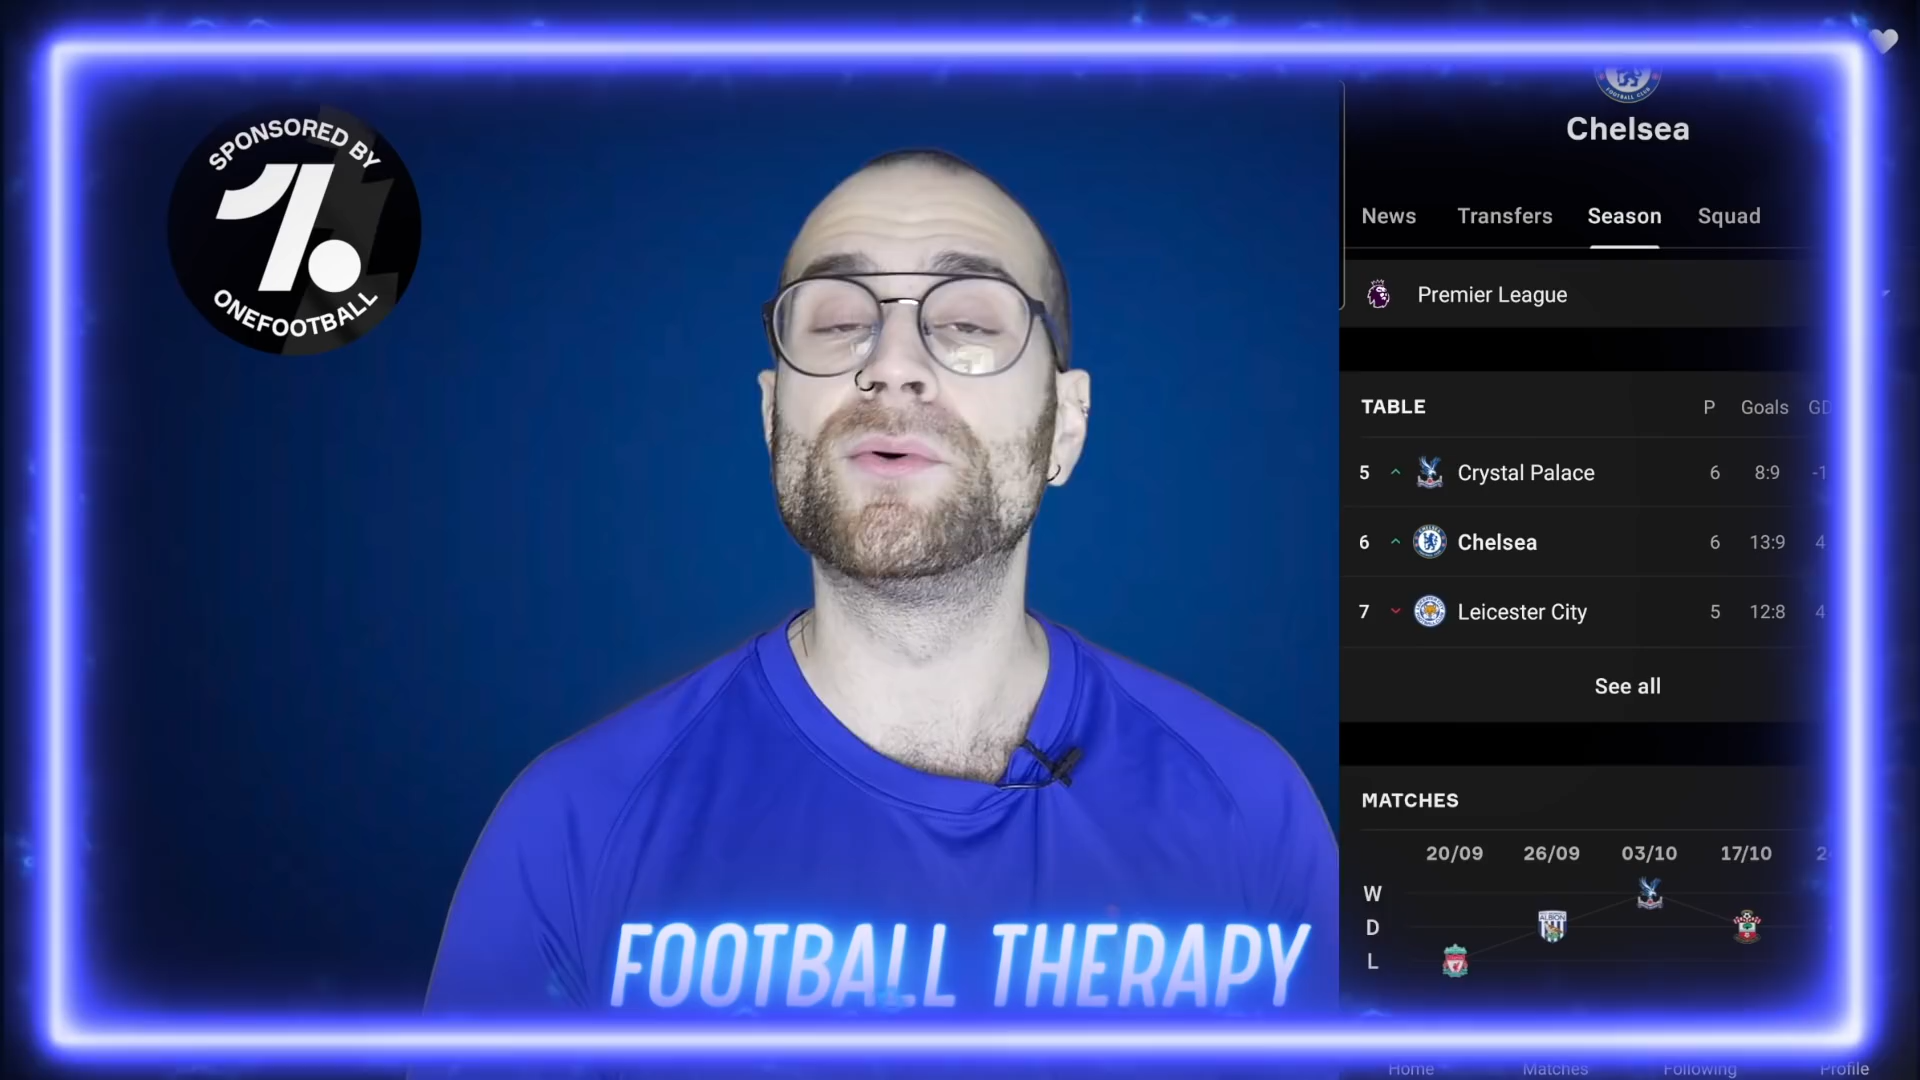 SPONSORED BY
ONEFOOTBALL
FOOTBALL THERAPY
Chelsea
News Transfers Season Squad
Premier League
TABLE P Goals GD
5 Crystal Palace 6 8:9 -1
6 Chelsea 6 13:9 4
7 Leicester City 5 12:8 4
See all
MATCHES
20/09 26/09 03/10 17/10
W
D
L
Home Matches Following Profile